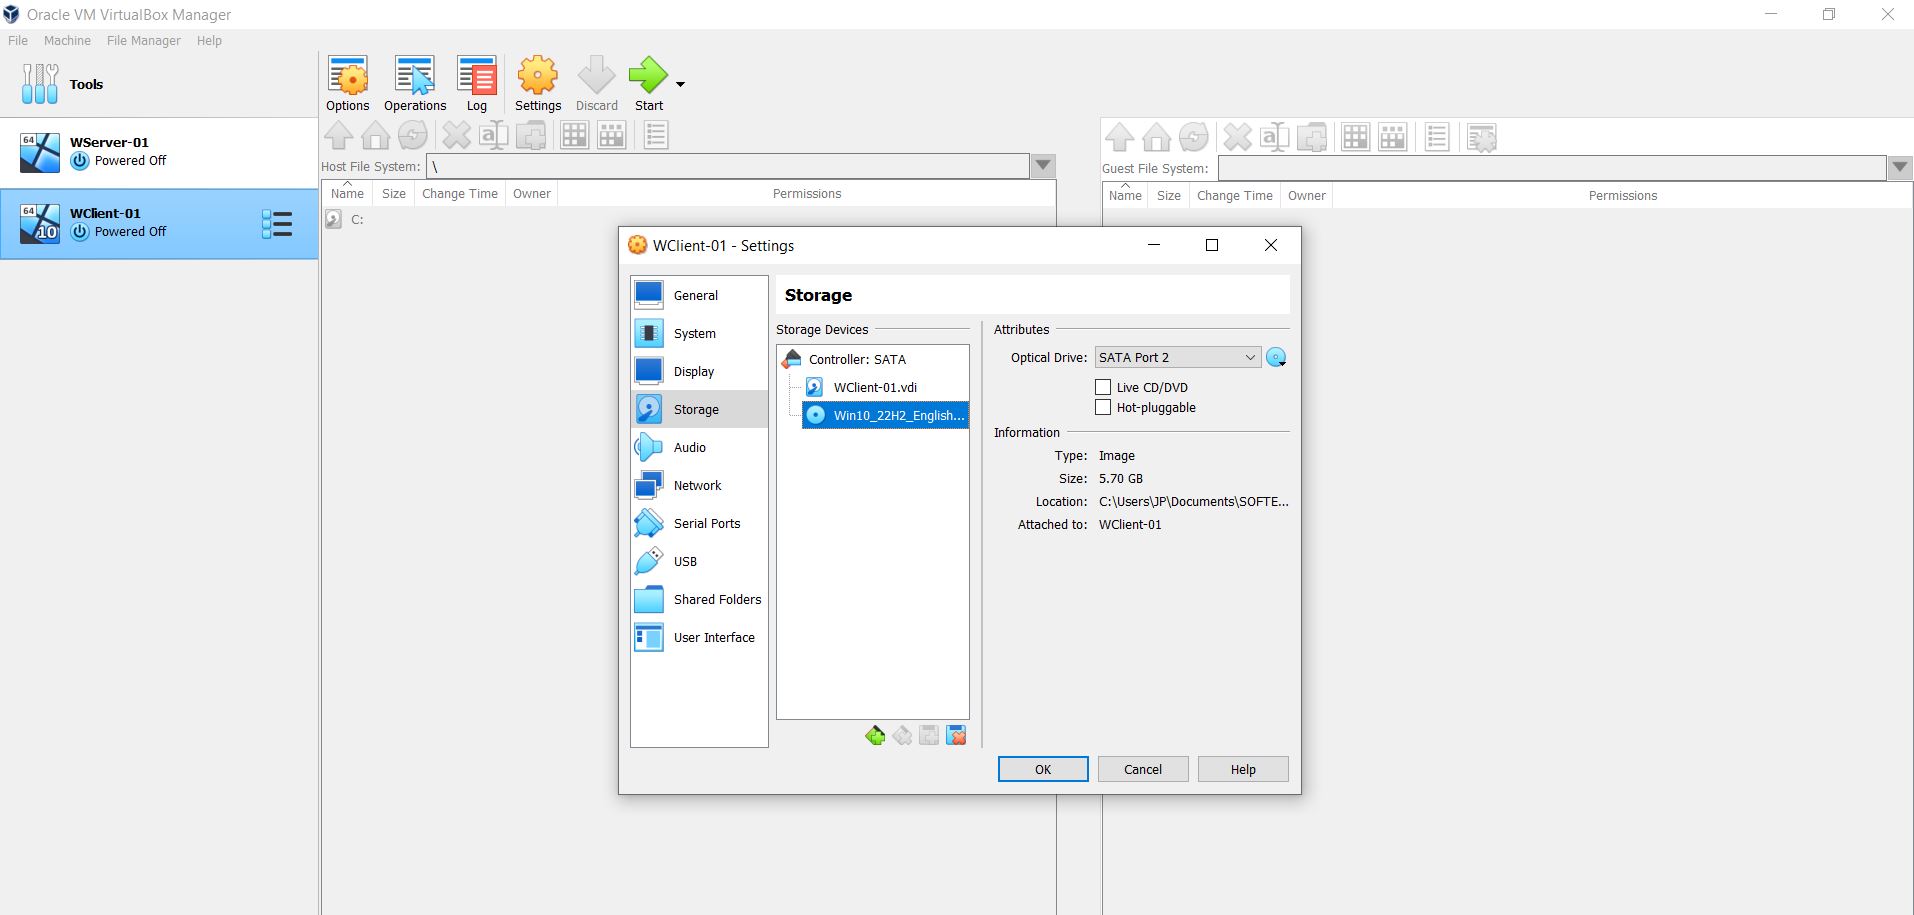 Oracle VM VirtualBox Manager
File Machine File Manager Help
Tools
Options Operations Log Settings Discard Start
64
WServer-01
Powered Off
64
10
WClient-01
Powered Off
Host File System: \
Name Size Change Time Owner Permissions
C:
Guest File System:
Name Size Change Time Owner Permissions
WClient-01 - Settings
General
System
Display
Storage
Audio
Network
Serial Ports
USB
Shared Folders
User Interface
Storage
Storage Devices
Controller: SATA
WClient-01.vdi
Win10_22H2_English...
Attributes
Optical Drive: SATA Port 2
Live CD/DVD
Hot-pluggable
Information
Type: Image
Size: 5.70 GB
Location: C:\Users\JP\Documents\SOFTE...
Attached to: WClient-01
OK Cancel Help